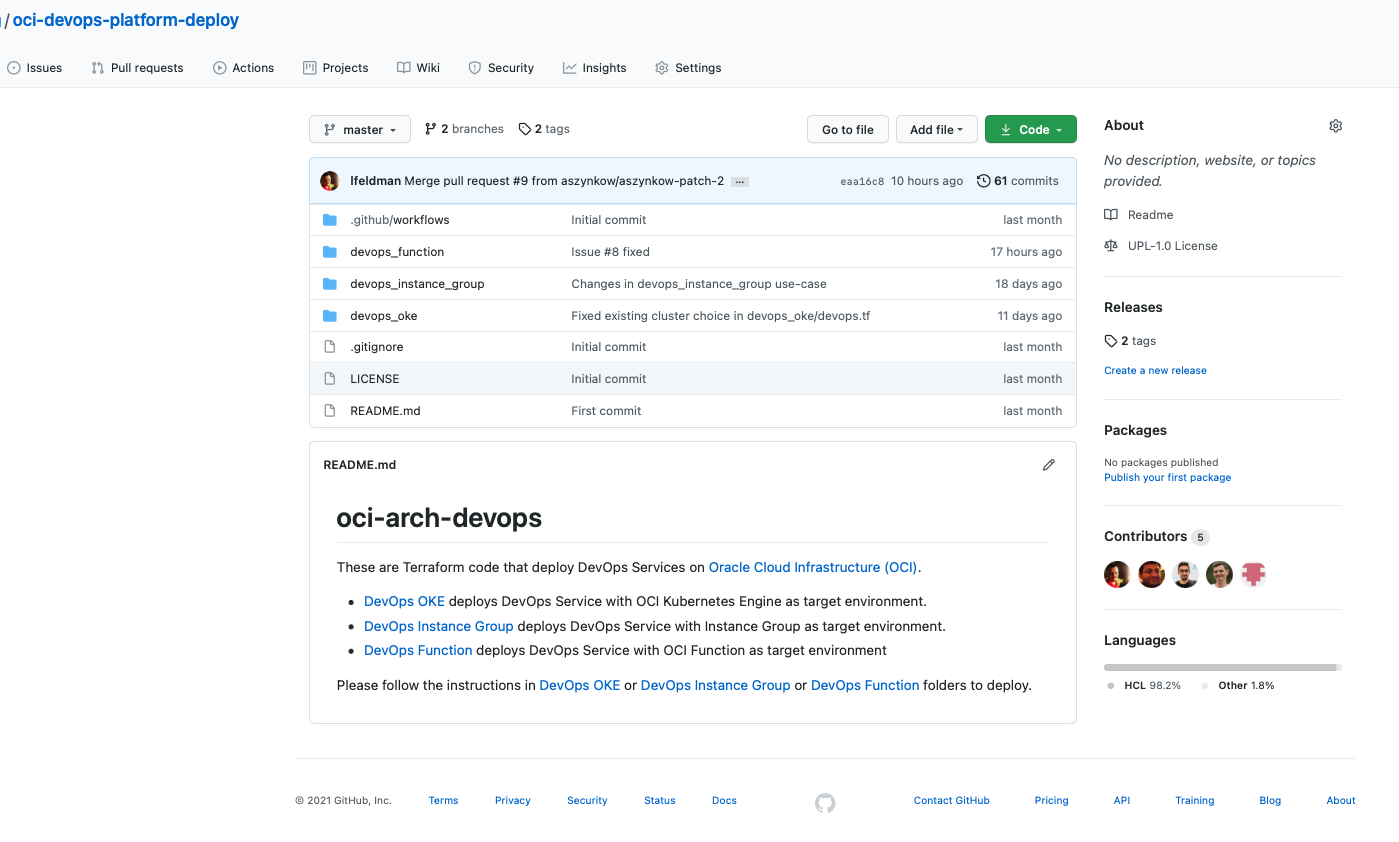 / oci-devops-platform-deploy
Issues Pull requests Actions Projects Wiki Security Insights Settings
master 2 branches 2 tags Go to file Add file Code
lfeldman Merge pull request #9 from aszynkow/aszynkow-patch-2 ... eaa16c8 10 hours ago 61 commits
.github/workflows Initial commit last month
devops_function Issue #8 fixed 17 hours ago
devops_instance_group Changes in devops_instance_group use-case 18 days ago
devops_oke Fixed existing cluster choice in devops_oke/devops.tf 11 days ago
.gitignore Initial commit last month
LICENSE Initial commit last month
README.md First commit last month
README.md
oci-arch-devops
These are Terraform code that deploy DevOps Services on Oracle Cloud Infrastructure (OCI).
• DevOps OKE deploys DevOps Service with OCI Kubernetes Engine as target environment.
• DevOps Instance Group deploys DevOps Service with Instance Group as target environment.
• DevOps Function deploys DevOps Service with OCI Function as target environment
Please follow the instructions in DevOps OKE or DevOps Instance Group or DevOps Function folders to deploy.
About
No description, website, or topics
provided.
Readme
UPL-1.0 License
Releases
2 tags
Create a new release
Packages
No packages published
Publish your first package
Contributors 5
Languages
HCL 98.2% Other 1.8%
© 2021 GitHub, Inc. Terms Privacy Security Status Docs Contact GitHub Pricing API Training Blog About